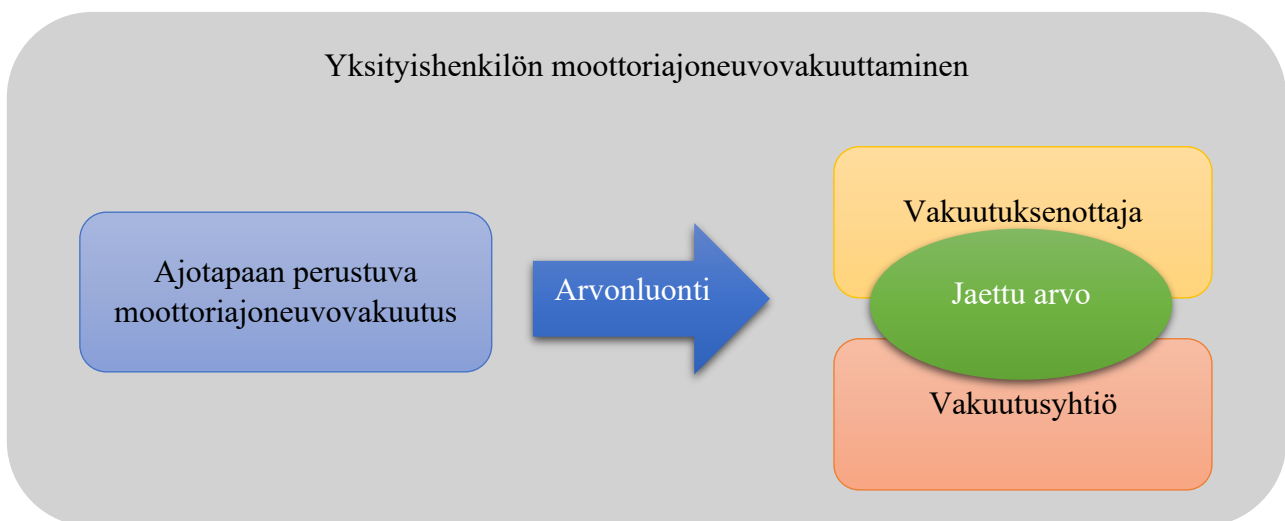 Yksityishenkilön moottoriajoneuvovakuuttaminen
Ajotapaan perustuva
moottoriajoneuvovakuutus
Arvonluonti
Vakuutuksenottaja
Jaettu arvo
Vakuutusyhtiö